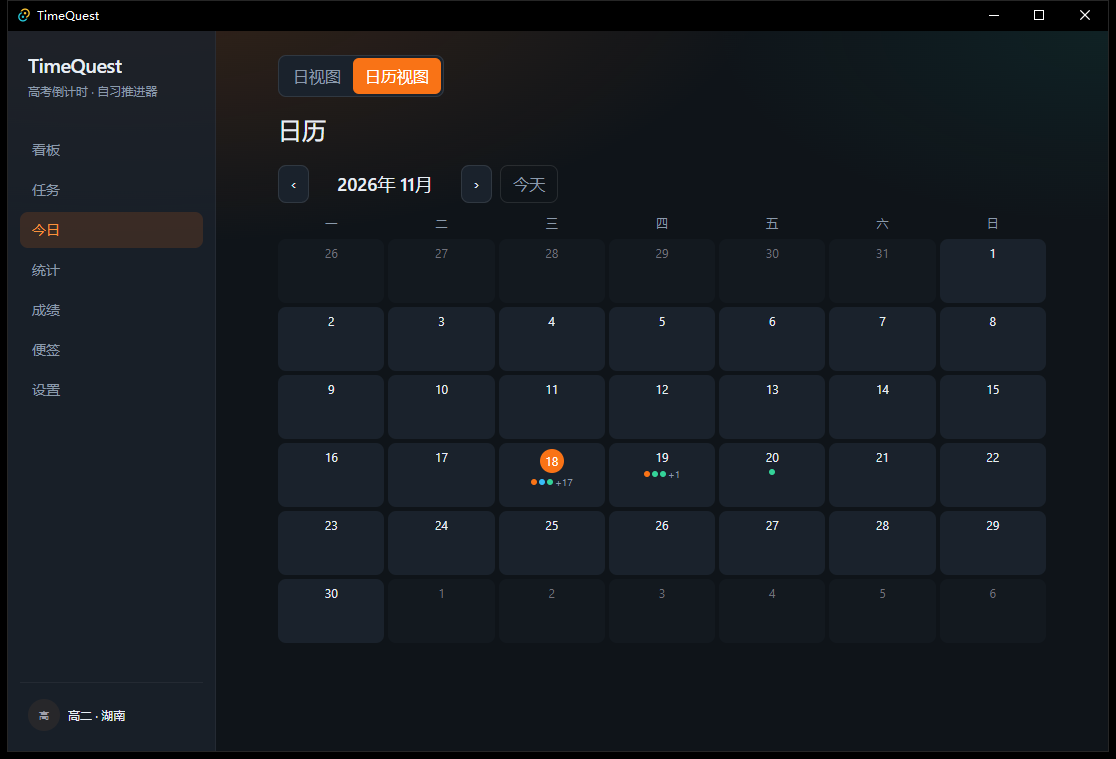 TimeQuest
TimeQuest
高考倒计时 · 自习推进器
看板
任务
今日
统计
成绩
便签
设置
高 高二 · 湖南
日视图 日历视图
日历
‹ 2026年 11月 › 今天
一 二 三 四 五 六 日
26 27 28 29 30 31 1
2 3 4 5 6 7 8
9 10 11 12 13 14 15
16 17 18 19 20 21 22
+17 +1
23 24 25 26 27 28 29
30 1 2 3 4 5 6